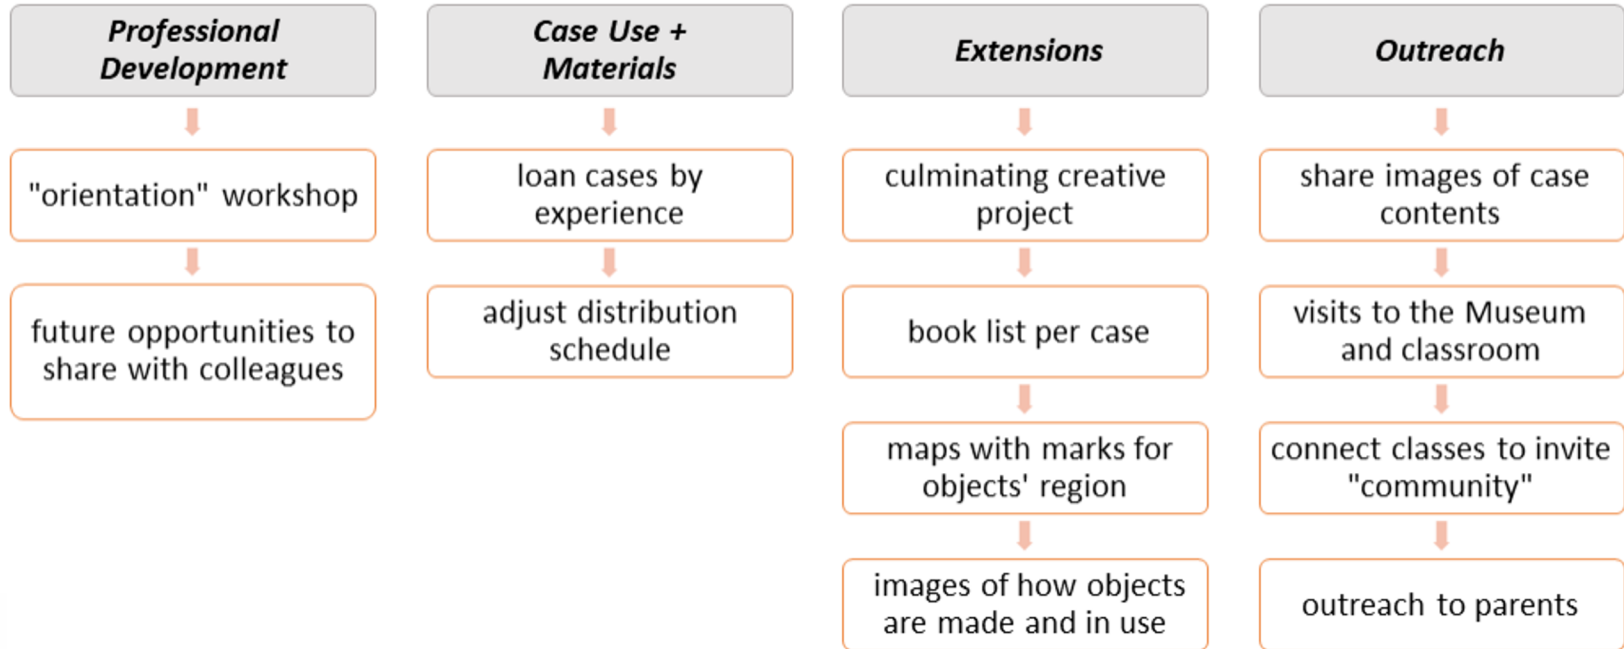 Professional
Development
"orientation" workshop
future opportunities to
share with colleagues
Case Use +
Materials
loan cases by
experience
adjust distribution
schedule
Extensions
culminating creative
project
book list per case
maps with marks for
objects' region
images of how objects
are made and in use
Outreach
share images of case
contents
visits to the Museum
and classroom
connect classes to invite
"community"
outreach to parents